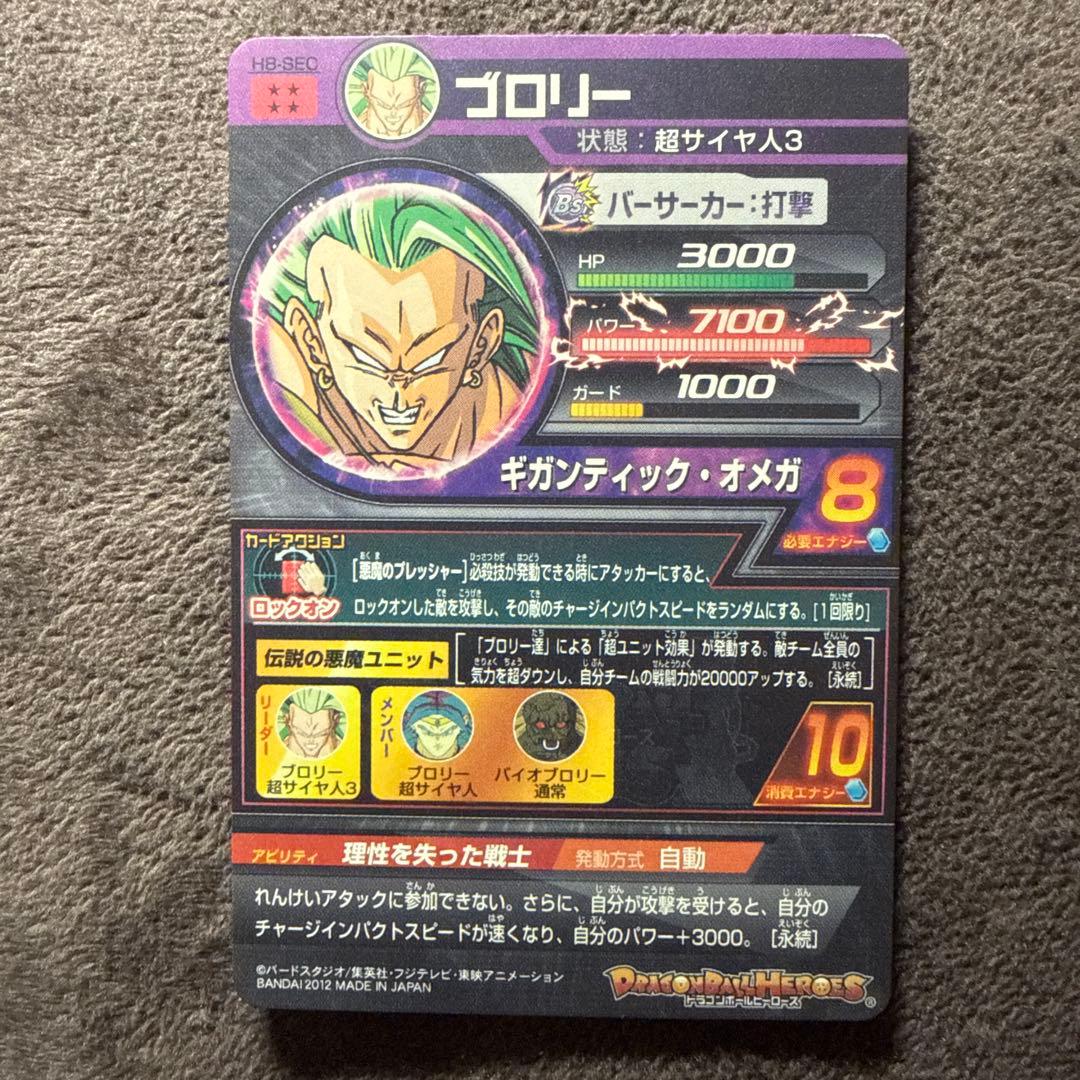 H8-SEC
ブロリー
状態：超サイヤ人3
Bs バーサーカー：打撃
HP 3000
パワー 7100
ガード 1000
ギガンティック・オメガ 8
必要エナジー
カードアクション
ロックオン
[悪魔のプレッシャー]必殺技が発動できる時にアタッカーにすると、
ロックオンした敵を攻撃し、その敵のチャージインパクトスピードをランダムにする。[1回限り]
伝説の悪魔ユニット
「ブロリー達」による「超ユニット効果」が発動する。敵チーム全員の
気力を超ダウンし、自分チームの戦闘力が20000アップする。 [永続]
リーダー
ブロリー
超サイヤ人3
メンバー
ブロリー
超サイヤ人
バイオブロリー
通常
10
消費エナジー
アビリティ 理性を失った戦士 発動方式 自動
れんけいアタックに参加できない。さらに、自分が攻撃を受けると、自分の
チャージインパクトスピードが速くなり、自分のパワー+3000。 [永続]
©バードスタジオ/集英社・フジテレビ・東映アニメーション
BANDAI 2012 MADE IN JAPAN
DRAGONBALL HEROES
ドラゴンボールヒーローズ ®